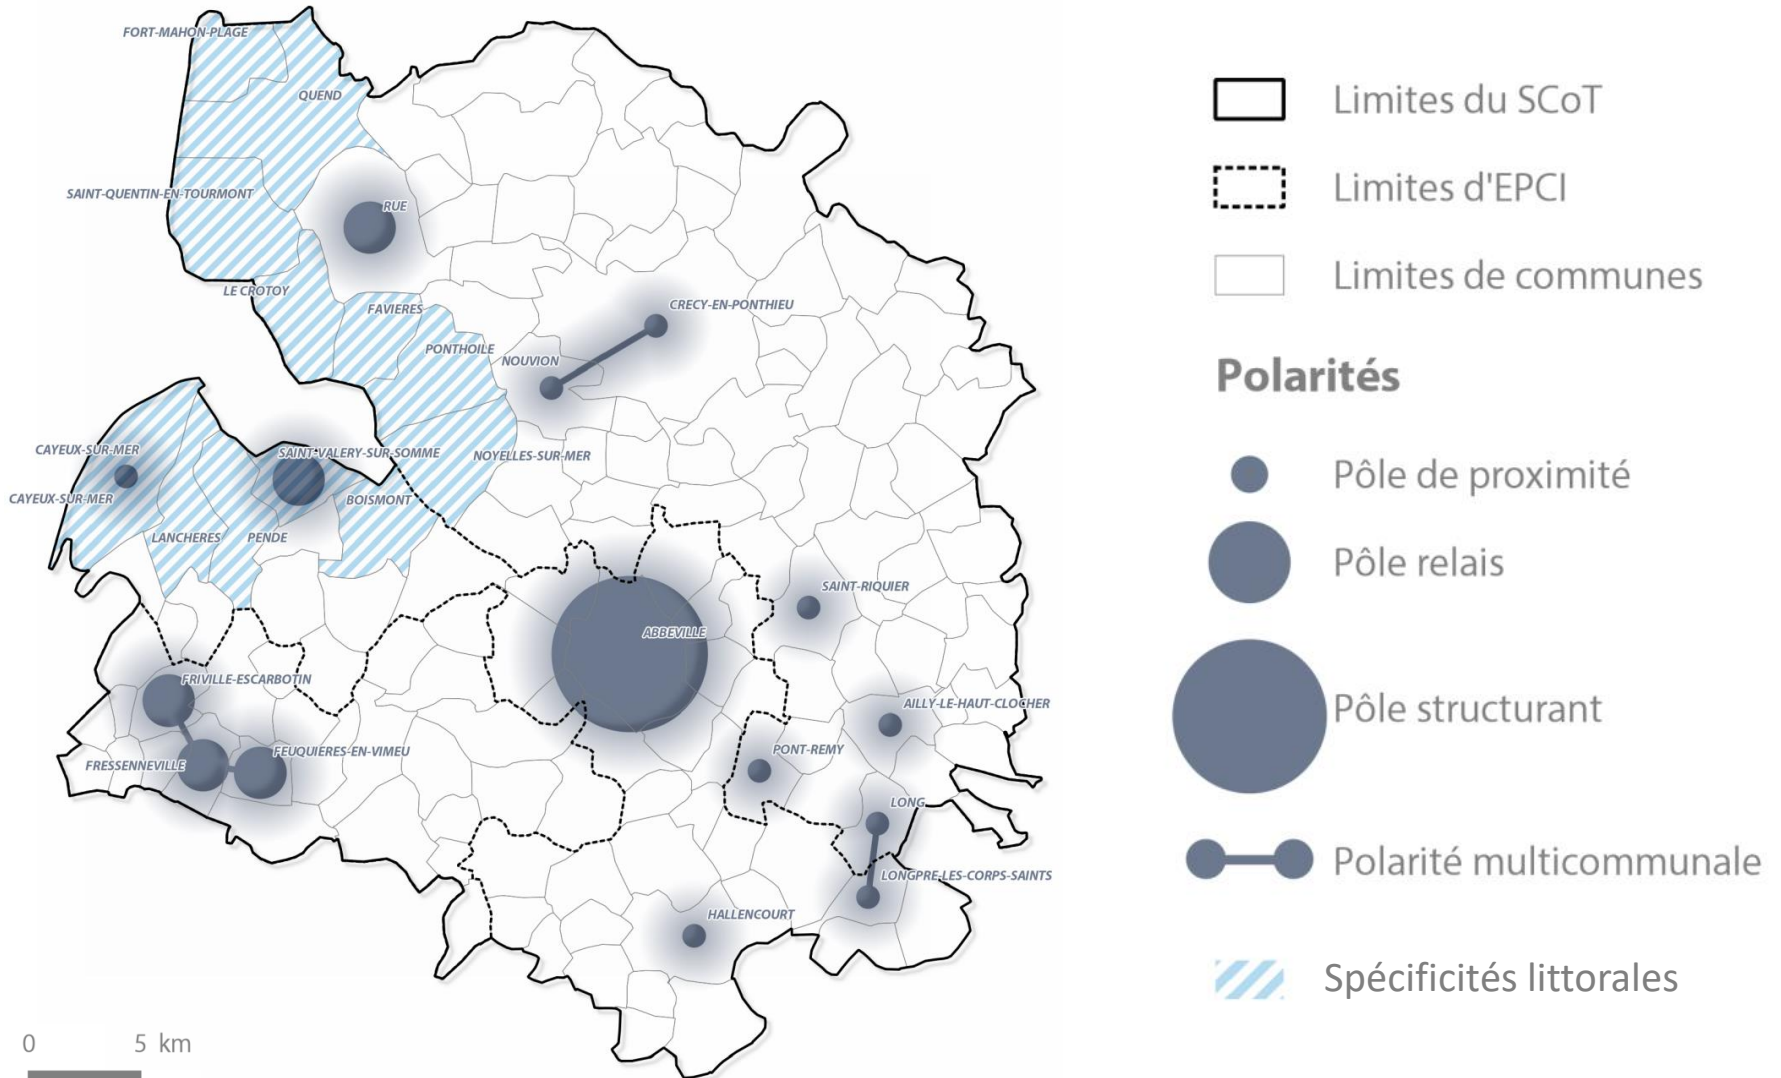 FORT-MAHON-PLAGE
QUEND
SAINT-QUENTIN-EN-TOURMONT
RUE
LE CROTOY
FAVIERES
CRECY-EN-PONTHIEU
PONTHOILE
NOUVION
CAYEUX-SUR-MER
SAINT-VALERY-SUR-SOMME
NOYELLES-SUR-MER
CAYEUX-SUR-MER
BOISMONT
LANCHERES
PENDE
SAINT-RIQUIER
ABBEVILLE
FRIVILLE-ESCARBOTIN
AILLY-LE-HAUT-CLOCHER
FEUQUIERES-EN-VIMEU
PONT-REMY
FRESSENNEVILLE
LONG
LONGPRE-LES-CORPS-SAINTS
HALLENCOURT
0 5 km
Limites du SCoT
Limites d'EPCI
Limites de communes
Polarités
Pôle de proximité
Pôle relais
Pôle structurant
Polarité multicommunale
Spécificités littorales